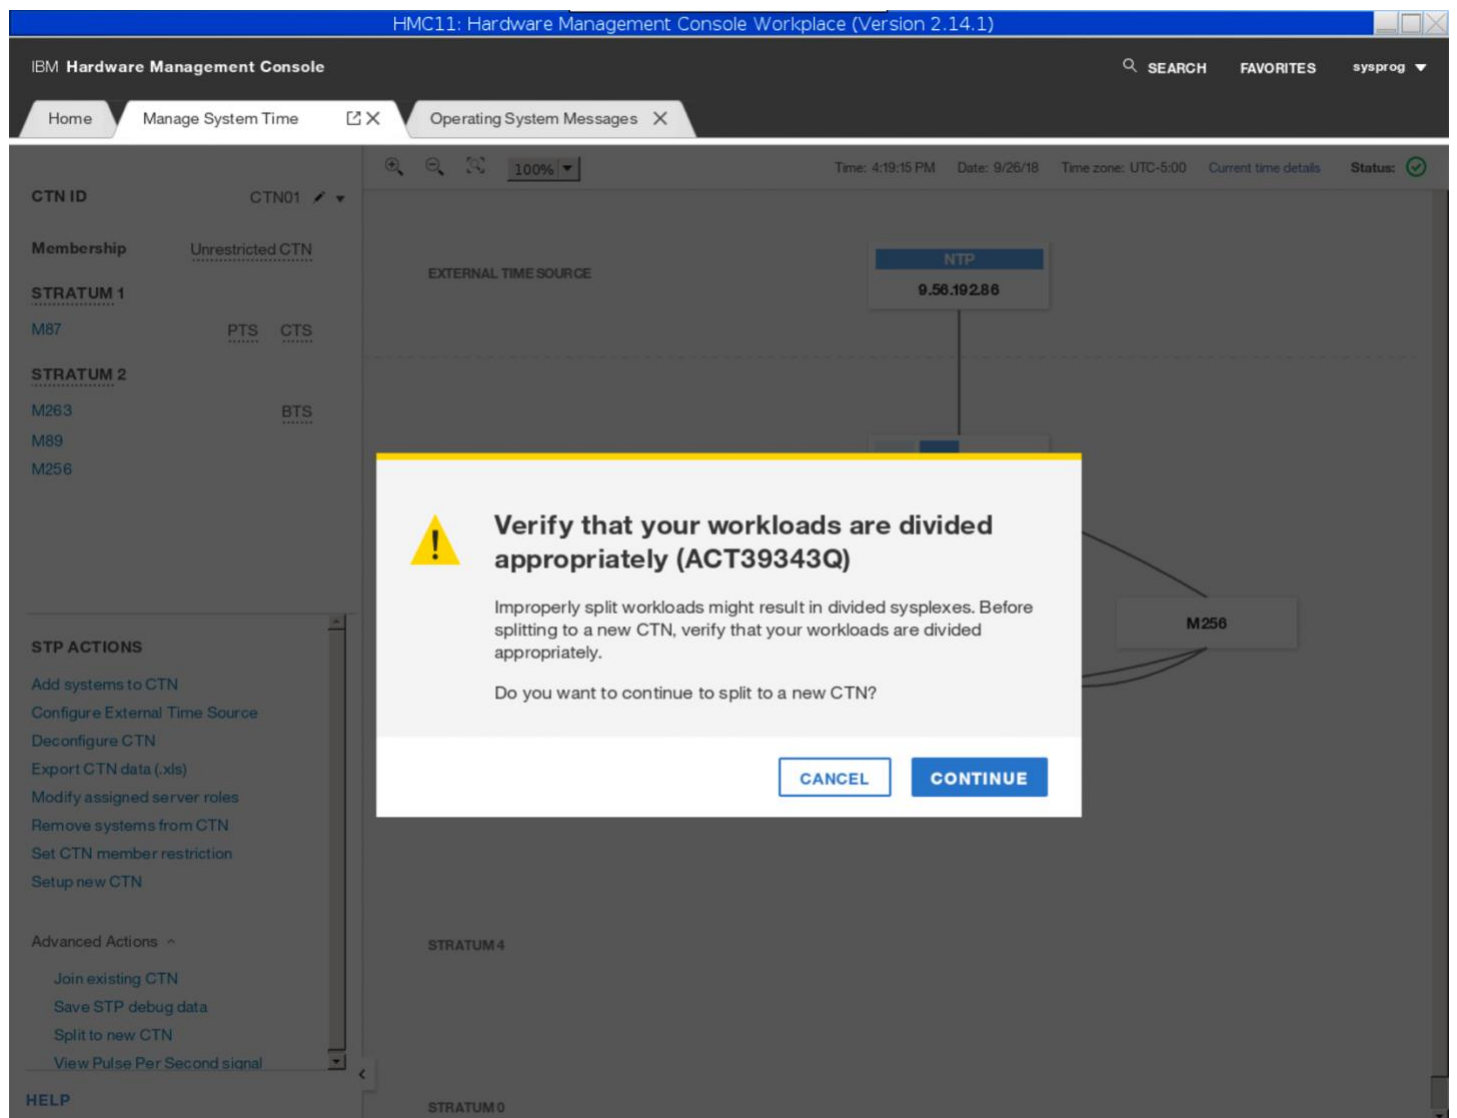 HMC11: Hardware Management Console Workplace (Version 2.14.1)
IBM Hardware Management Console
SEARCH FAVORITES sysprog
Home Manage System Time Operating System Messages
100% Time: 4:19:15 PM Date: 9/26/18 Time zone: UTC-5:00 Current time details Status:
CTN ID CTN01
Membership Unrestricted CTN
STRATUM 1
M87 PTS CTS
STRATUM 2
M263 BTS
M89
M256
EXTERNAL TIME SOURCE
NTP
9.56.192.86
Verify that your workloads are divided
appropriately (ACT39343Q)
Improperly split workloads might result in divided sysplexes. Before
splitting to a new CTN, verify that your workloads are divided
appropriately.
Do you want to continue to split to a new CTN?
CANCEL CONTINUE
M256
STP ACTIONS
Add systems to CTN
Configure External Time Source
Deconfigure CTN
Export CTN data (.xls)
Modify assigned server roles
Remove systems from CTN
Set CTN member restriction
Setup new CTN
Advanced Actions
Join existing CTN
Save STP debug data
Split to new CTN
View Pulse Per Second signal
HELP
STRATUM 4
STRATUM 0